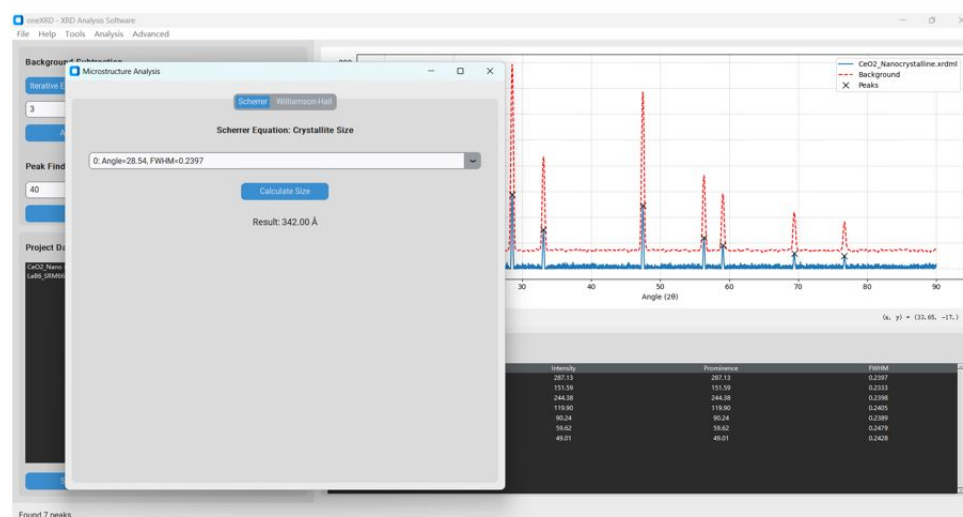 oneXRD - XRD Analysis Software
File Help Tools Analysis Advanced
Background Subtraction
Microstructure Analysis
Iterative E
3
A
Peak Find
40
Project Da
CeO2_Nano
LaB6_SRM66
S
Found 7 peaks
Scherrer Williamson-Hall
Scherrer Equation: Crystallite Size
0: Angle=28.54, FWHM=0.2397
Calculate Size
Result: 342.00 Å
CeO2_Nanocrystalline.xrdml
Background
Peaks
30 40 50 60 70 80 90
Angle (2θ)
(x, y) = (33.65, -17.)
Intensity Prominence FWHM
287.13 287.13 0.2397
151.59 151.59 0.2333
244.38 244.38 0.2398
119.90 119.90 0.2405
90.24 90.24 0.2389
59.62 59.62 0.2479
49.01 49.01 0.2428